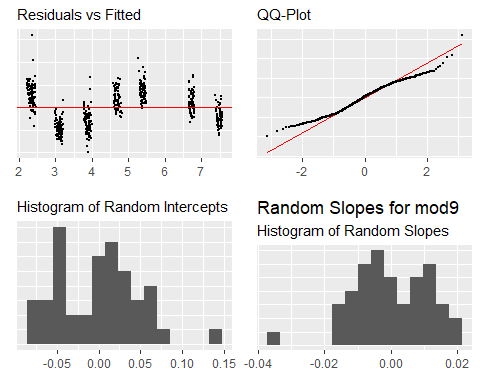 Residuals vs Fitted
QQ-Plot
2 3 4 5 6 7
-2 0 2
Random Slopes for mod9
Histogram of Random Intercepts
Histogram of Random Slopes
-0.05 0.00 0.05 0.10 0.15
-0.04 -0.02 0.00 0.02